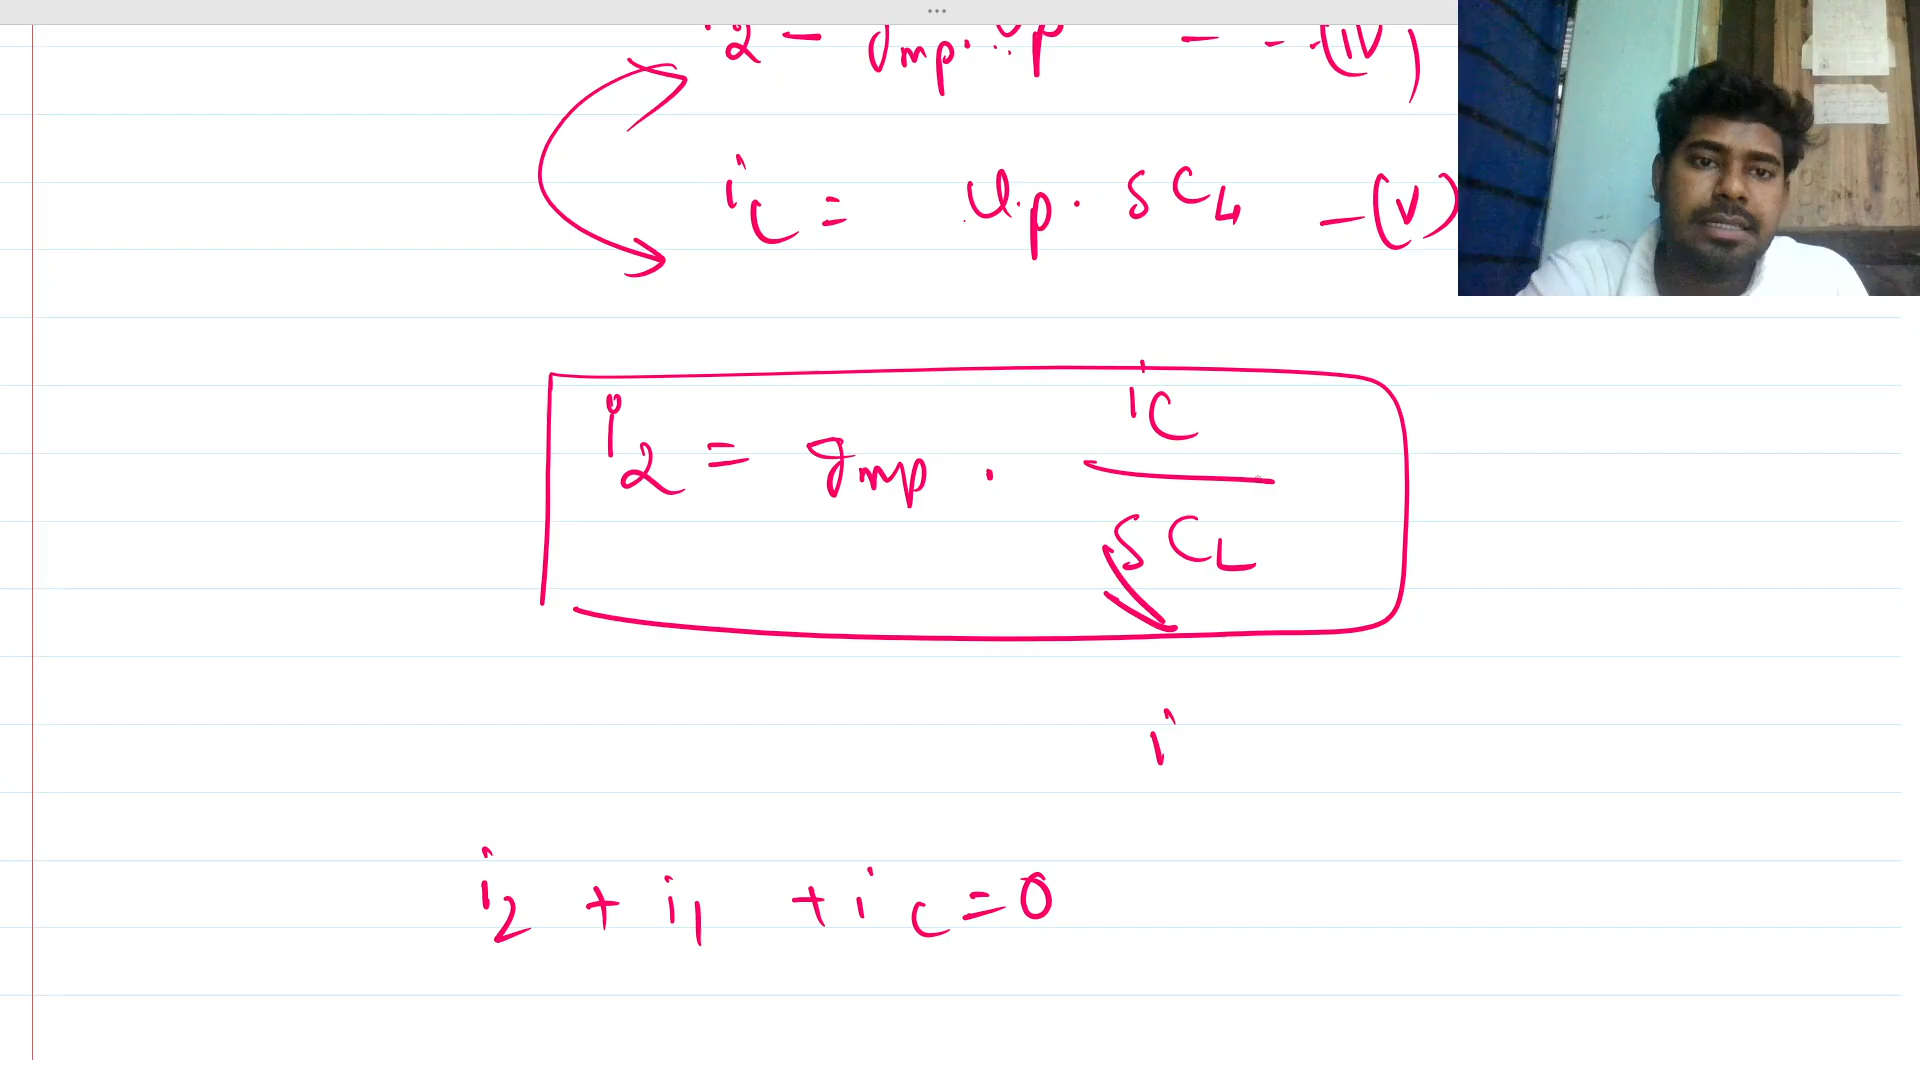 i2 = gmp. vp - - - (IV)
ic = vp. SCL - (V)
i2 = gmp . ic / SCL
i
i2 + i1 + ic = 0